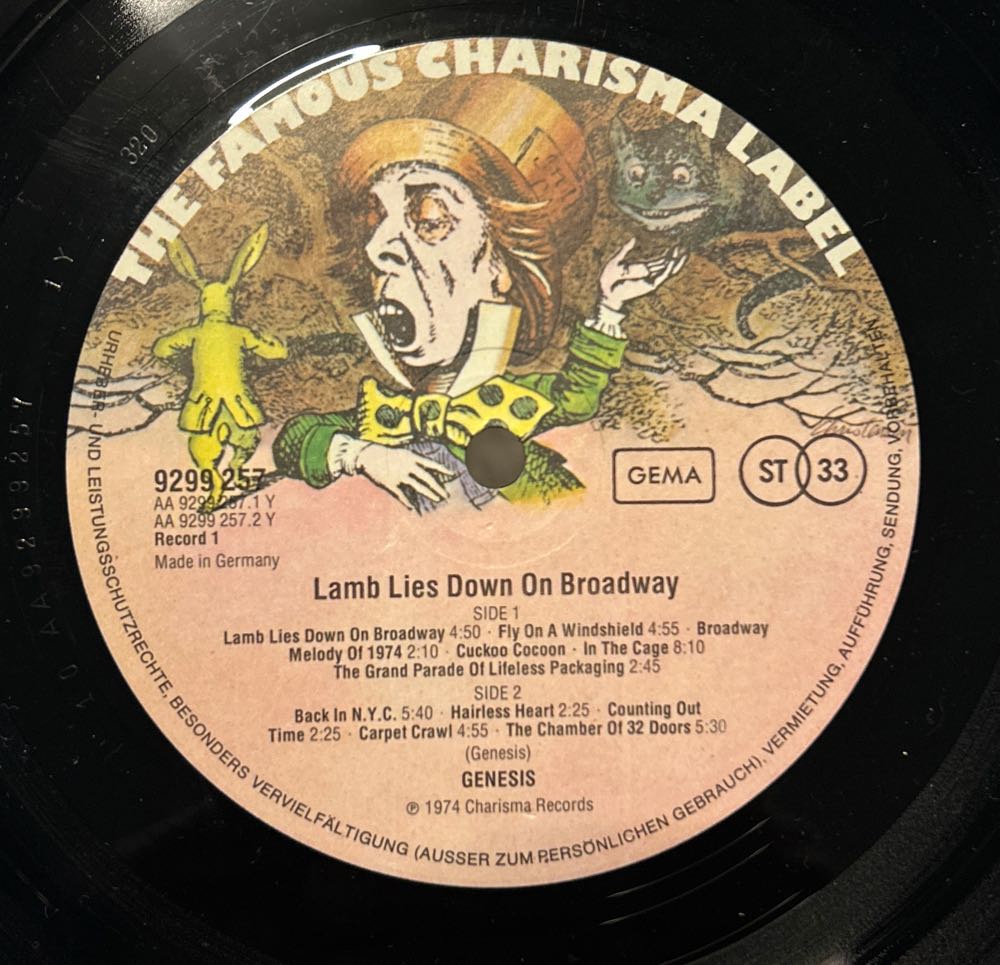 THE FAMOUS CHARISMA LABEL
320
1 Y
AA 9299257
GEMA
ST 33
9299 257
AA 9299 257.1 Y
AA 9299 257.2 Y
Record 1
Made in Germany
Lamb Lies Down On Broadway
SIDE 1
Lamb Lies Down On Broadway 4:50 · Fly On A Windshield 4:55 · Broadway
Melody Of 1974 2:10 · Cuckoo Cocoon · In The Cage 8:10
The Grand Parade Of Lifeless Packaging 2:45
SIDE 2
Back In N.Y.C. 5:40 · Hairless Heart 2:25 · Counting Out
Time 2:25 · Carpet Crawl 4:55 · The Chamber Of 32 Doors 5:30
(Genesis)
GENESIS
℗ 1974 Charisma Records
URHEBER- UND LEISTUNGSSCHUTZRECHTE, BESONDERS VERVIELFÄLTIGUNG (AUSSER ZUM PERSÖNLICHEN GEBRAUCH), VERMIETUNG, AUFFÜHRUNG, SENDUNG, VORBEHALTEN.